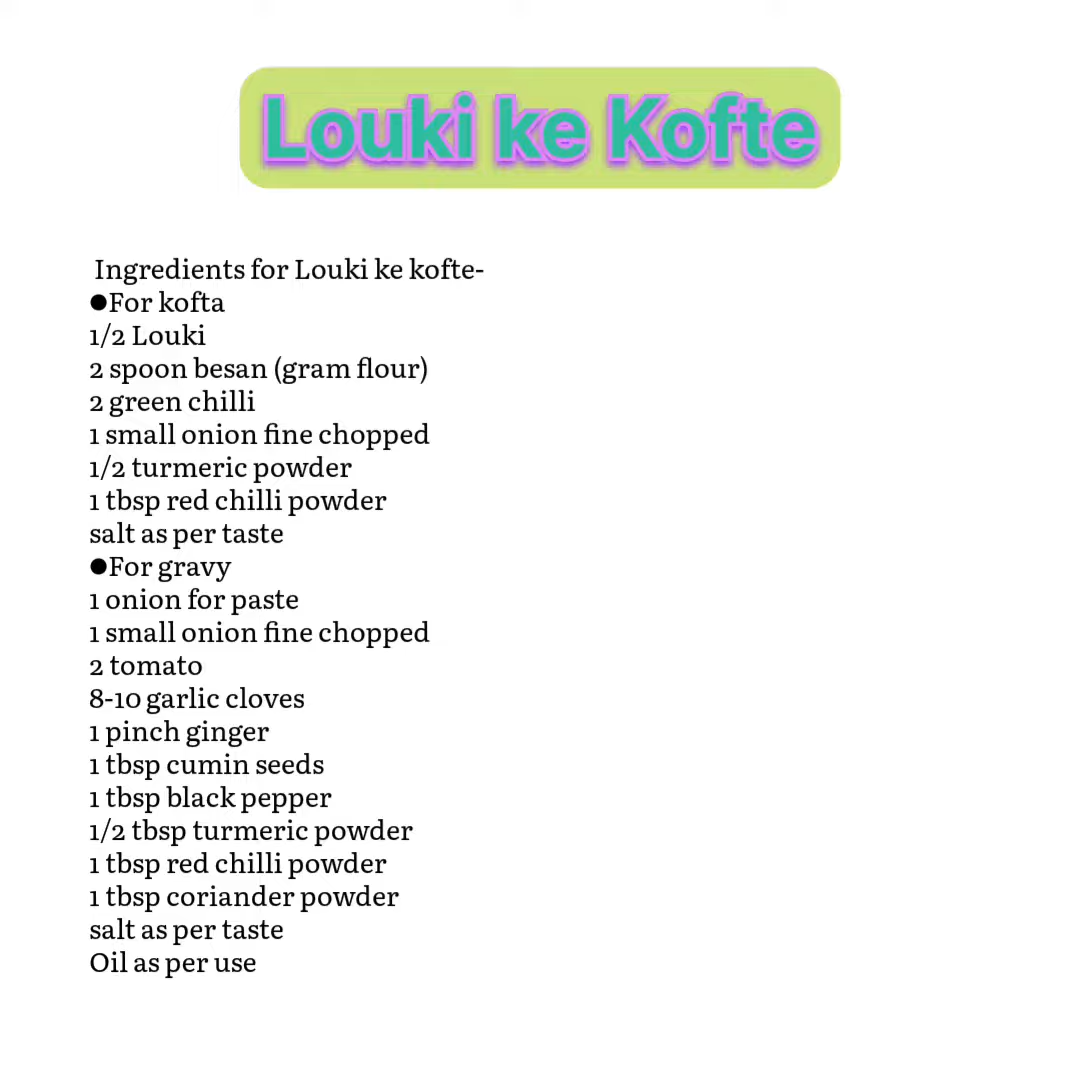 Louki ke Kofte
Ingredients for Louki ke kofte-
●For kofta
1/2 Louki
2 spoon besan (gram flour)
2 green chilli
1 small onion fine chopped
1/2 turmeric powder
1 tbsp red chilli powder
salt as per taste
●For gravy
1 onion for paste
1 small onion fine chopped
2 tomato
8-10 garlic cloves
1 pinch ginger
1 tbsp cumin seeds
1 tbsp black pepper
1/2 tbsp turmeric powder
1 tbsp red chilli powder
1 tbsp coriander powder
salt as per taste
Oil as per use